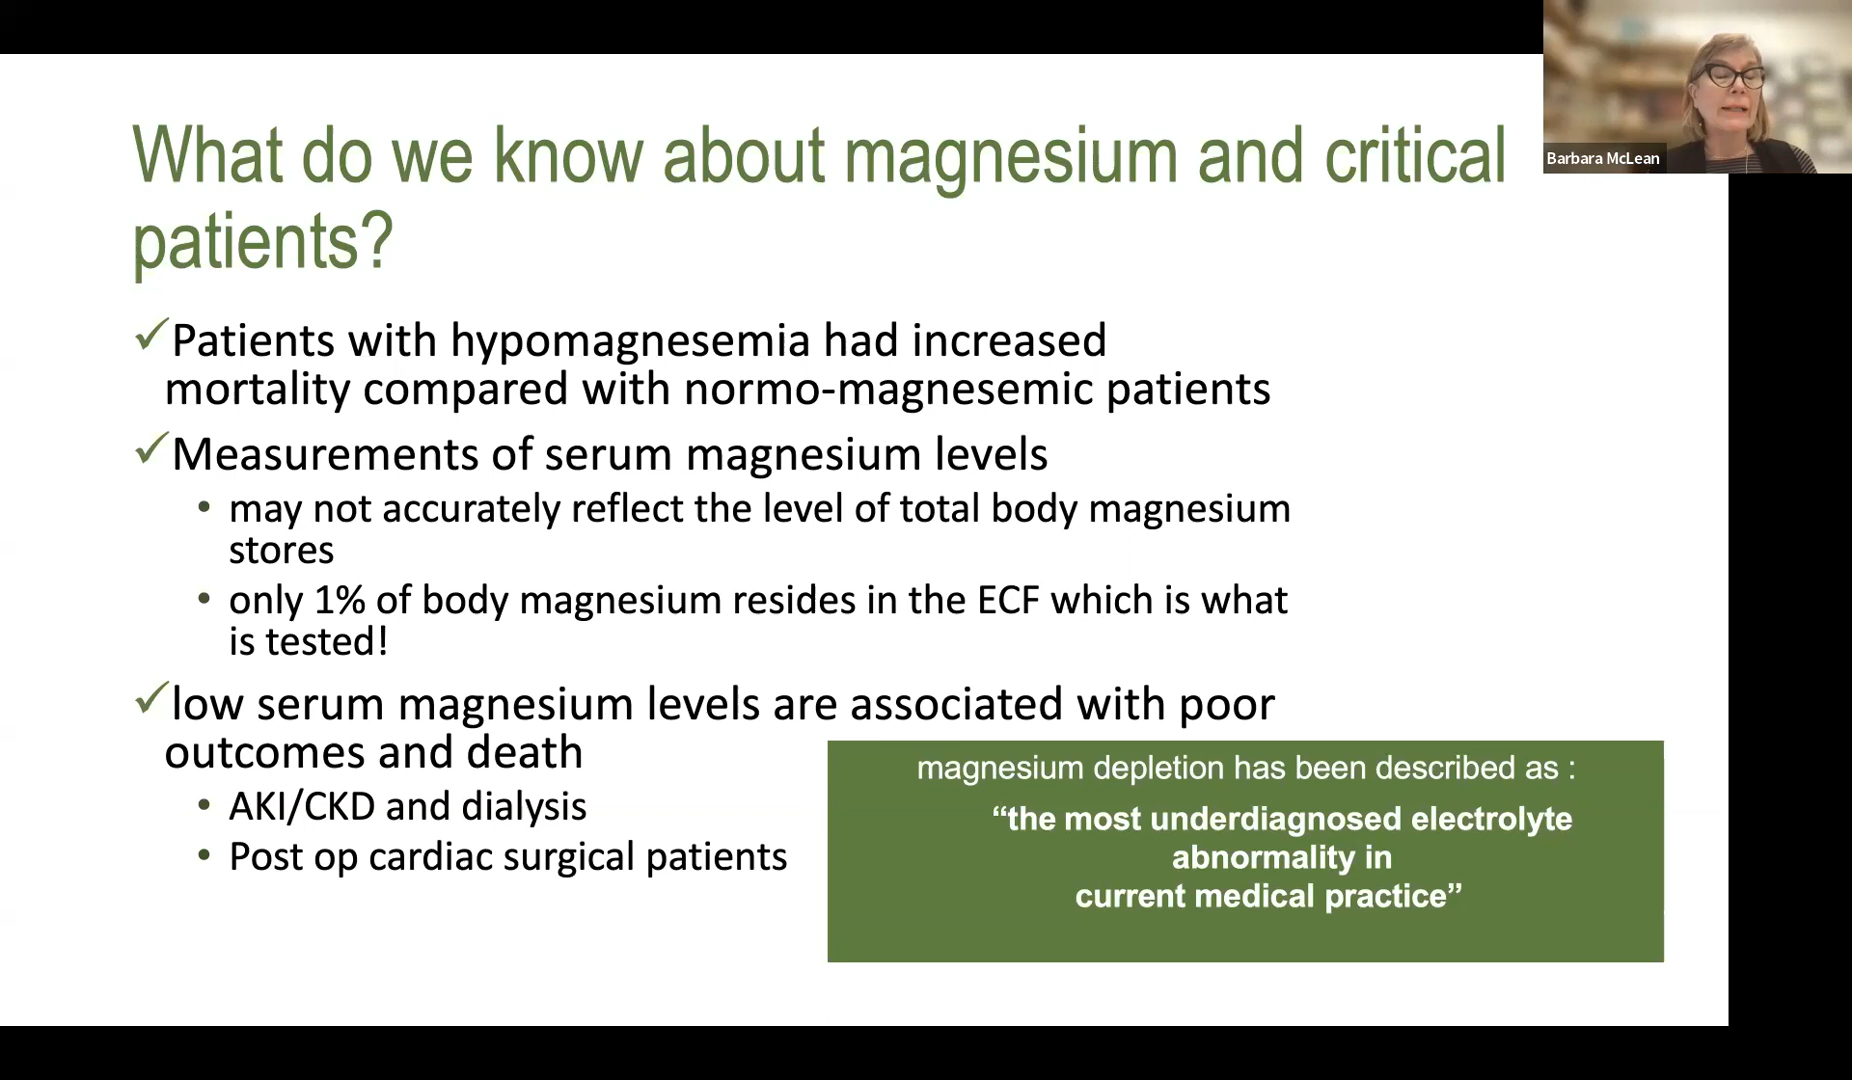 What do we know about magnesium and critical
patients?
Barbara McLean
✓Patients with hypomagnesemia had increased
mortality compared with normo-magnesemic patients
✓Measurements of serum magnesium levels
• may not accurately reflect the level of total body magnesium
stores
• only 1% of body magnesium resides in the ECF which is what
is tested!
✓low serum magnesium levels are associated with poor
outcomes and death
• AKI/CKD and dialysis
• Post op cardiac surgical patients
magnesium depletion has been described as :
“the most underdiagnosed electrolyte
abnormality in
current medical practice”